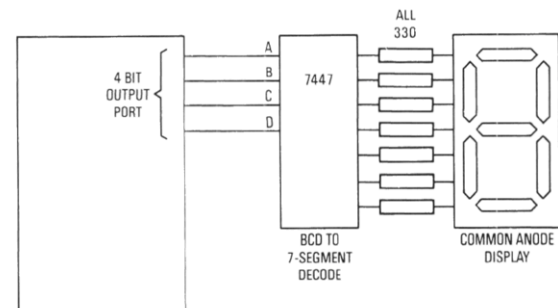 ALL
330
A
B
C
D
4 BIT
OUTPUT
PORT
7447
BCD TO
7-SEGMENT
DECODE
COMMON ANODE
DISPLAY